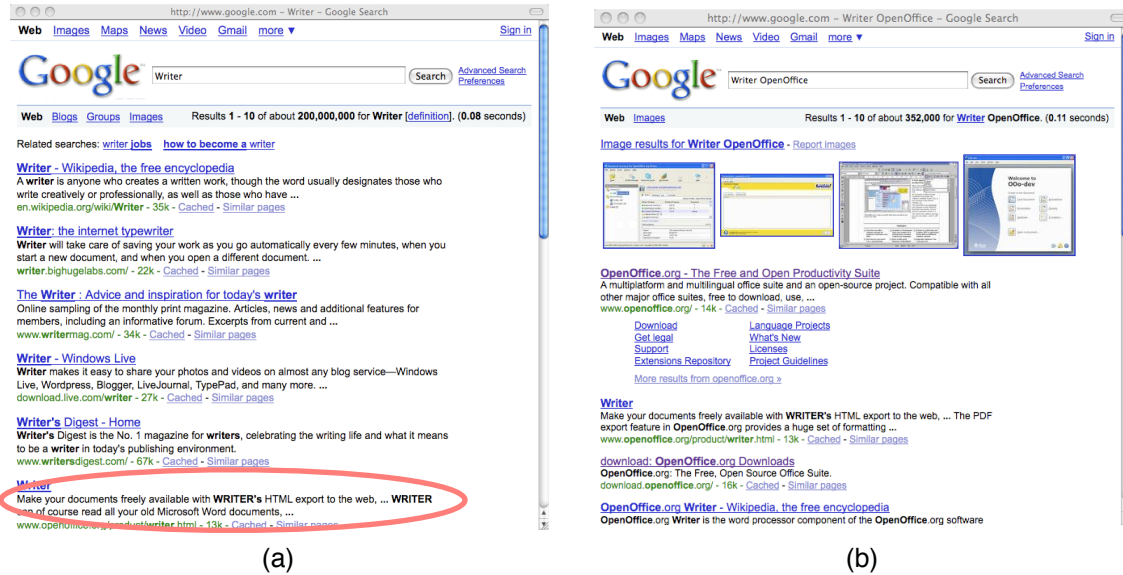 http://www.google.com – Writer – Google Search
Web Images Maps News Video Gmail more ▼ Sign in
Google Writer Search Advanced Search
Preferences
Web Blogs Groups Images Results 1 - 10 of about 200,000,000 for Writer [definition]. (0.08 seconds)
Related searches: writer jobs how to become a writer
Writer - Wikipedia, the free encyclopedia
A writer is anyone who creates a written work, though the word usually designates those who
write creatively or professionally, as well as those who have ...
en.wikipedia.org/wiki/Writer - 35k - Cached - Similar pages
Writer: the internet typewriter
Writer will take care of saving your work as you go automatically every few minutes, when you
start a new document, and when you open a different document. ...
writer.bighugelabs.com/ - 22k - Cached - Similar pages
The Writer : Advice and inspiration for today's writer
Online sampling of the monthly print magazine. Articles, news and additional features for
members, including an informative forum. Excerpts from current and ...
www.writermag.com/ - 34k - Cached - Similar pages
Writer - Windows Live
Writer makes it easy to share your photos and videos on almost any blog service—Windows
Live, Wordpress, Blogger, LiveJournal, TypePad, and many more. ...
download.live.com/writer - 27k - Cached - Similar pages
Writer's Digest - Home
Writer's Digest is the No. 1 magazine for writers, celebrating the writing life and what it means
to be a writer in today's publishing environment.
www.writersdigest.com/ - 67k - Cached - Similar pages
Writer
Make your documents freely available with WRITER's HTML export to the web, ... WRITER
can of course read all your old Microsoft Word documents, ...
www.openoffice.org/product/writer.html - 13k - Cached - Similar pages
(a)
http://www.google.com – Writer OpenOffice – Google Search
Web Images Maps News Video Gmail more ▼ Sign in
Google Writer OpenOffice Search Advanced Search
Preferences
Web Images Results 1 - 10 of about 352,000 for Writer OpenOffice. (0.11 seconds)
Image results for Writer OpenOffice - Report images
Welcome to
OOo-dev
OpenOffice.org - The Free and Open Productivity Suite
A multiplatform and multilingual office suite and an open-source project. Compatible with all
other major office suites, free to download, use, ...
www.openoffice.org/ - 14k - Cached - Similar pages
Download Language Projects
Get legal What's New
Support Licenses
Extensions Repository Project Guidelines
More results from openoffice.org »
Writer
Make your documents freely available with WRITER's HTML export to the web, ... The PDF
export feature in OpenOffice.org provides a huge set of formatting ...
www.openoffice.org/product/writer.html - 13k - Cached - Similar pages
download: OpenOffice.org Downloads
OpenOffice.org: The Free, Open Source Office Suite.
download.openoffice.org/ - 16k - Cached - Similar pages
OpenOffice.org Writer - Wikipedia, the free encyclopedia
OpenOffice.org Writer is the word processor component of the OpenOffice.org software
(b)